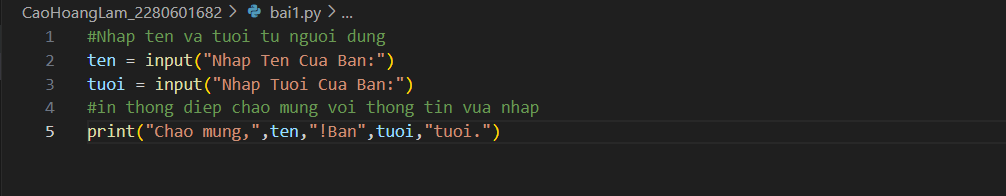 CaoHoangLam_2280601682 > bai1.py > ...
1 #Nhap ten va tuoi tu nguoi dung
2 ten = input("Nhap Ten Cua Ban:")
3 tuoi = input("Nhap Tuoi Cua Ban:")
4 #in thong diep chao mung voi thong tin vua nhap
5 print("Chao mung,",ten,"!Ban",tuoi,"tuoi.")